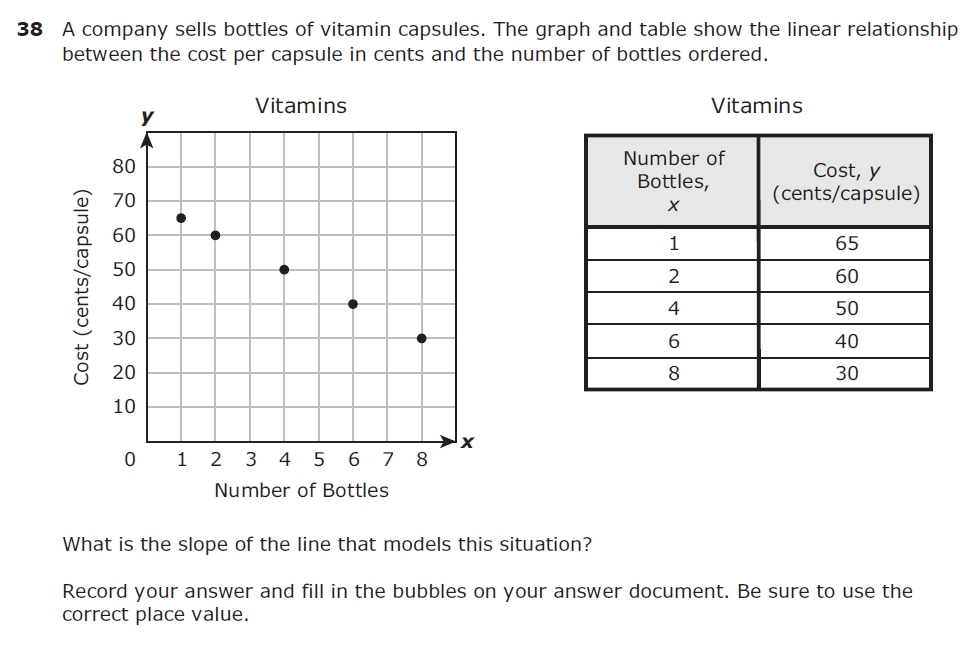 38 A company sells bottles of vitamin capsules. The graph and table show the linear relationship
between the cost per capsule in cents and the number of bottles ordered.
Vitamins
y
80
70
60
50
40
30
20
10
0 1 2 3 4 5 6 7 8
x
Cost (cents/capsule)
Number of Bottles
Vitamins
Number of
Bottles,
x
Cost, y
(cents/capsule)
1 65
2 60
4 50
6 40
8 30
What is the slope of the line that models this situation?
Record your answer and fill in the bubbles on your answer document. Be sure to use the
correct place value.